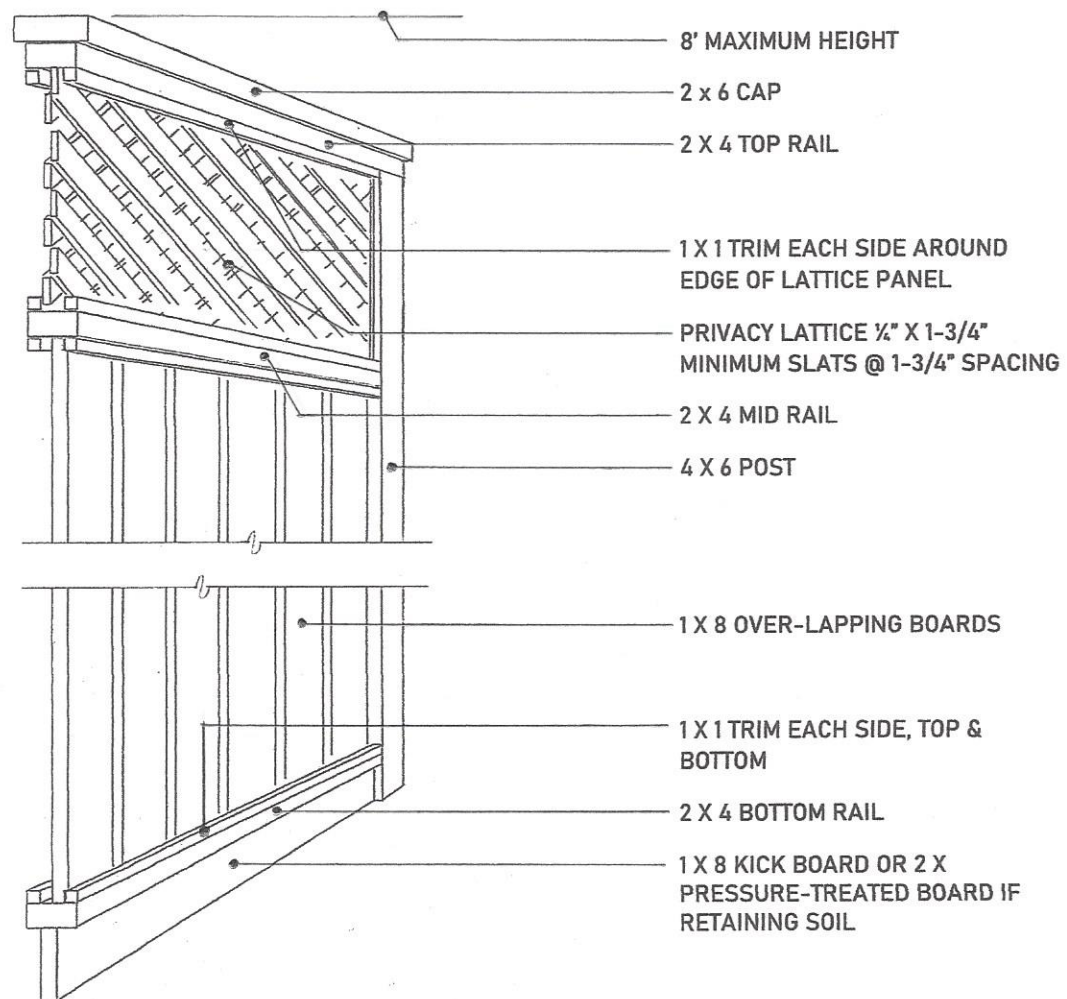 8' MAXIMUM HEIGHT
2 x 6 CAP
2 X 4 TOP RAIL
1 X 1 TRIM EACH SIDE AROUND
EDGE OF LATTICE PANEL
PRIVACY LATTICE ¼" X 1-3/4"
MINIMUM SLATS @ 1-3/4" SPACING
2 X 4 MID RAIL
4 X 6 POST
1 X 8 OVER-LAPPING BOARDS
1 X 1 TRIM EACH SIDE, TOP &
BOTTOM
2 X 4 BOTTOM RAIL
1 X 8 KICK BOARD OR 2 X
PRESSURE-TREATED BOARD IF
RETAINING SOIL